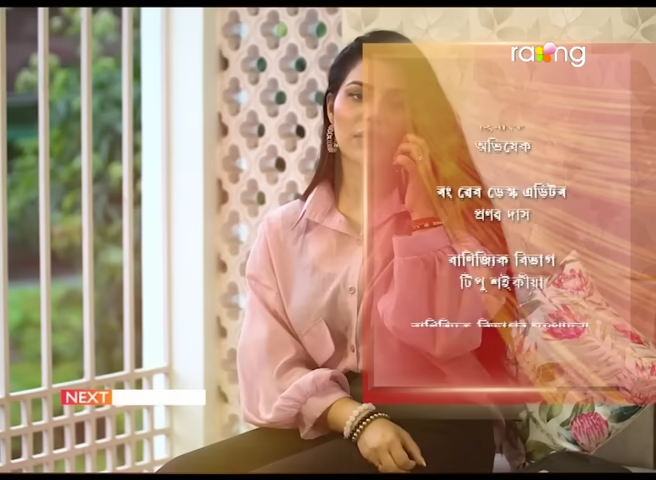 rang
অভিষেক
ৰং ৱেব ডেস্ক এডিটৰ
প্ৰণৱ দাস
বাণিজ্যিক বিভাগ
টিপু শইকীয়া
NEXT